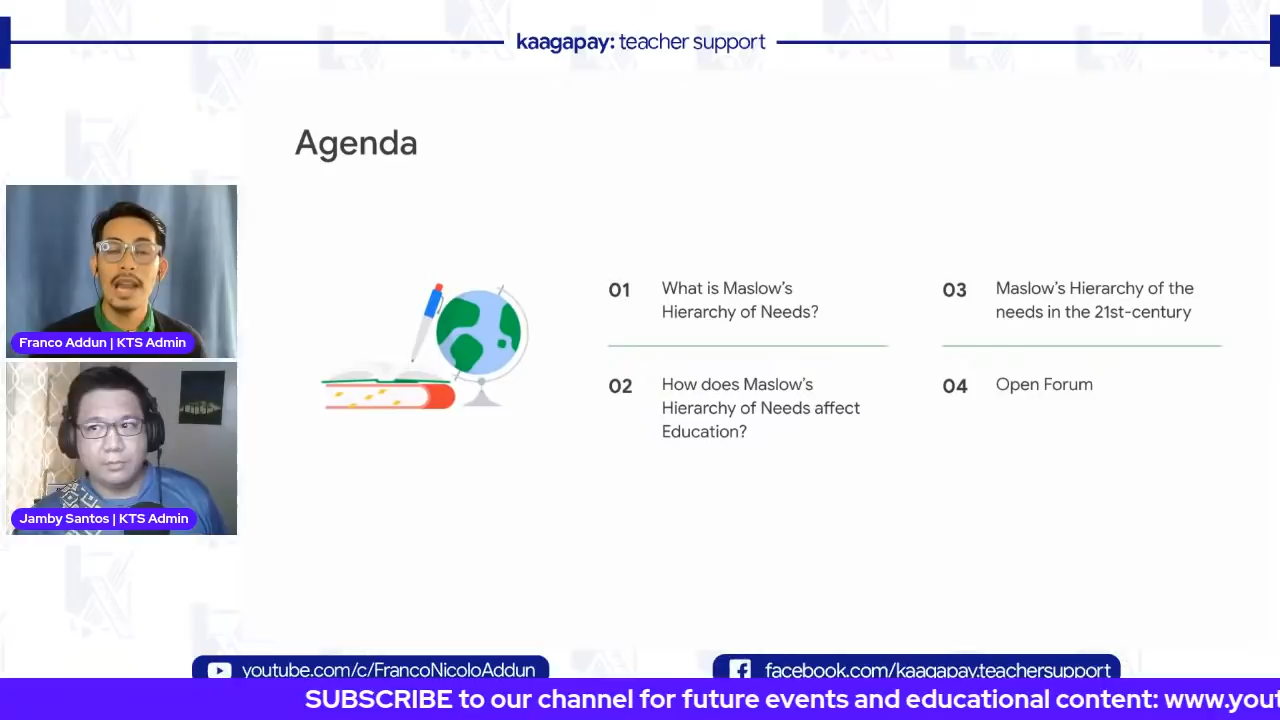 kaagapay: teacher support
Agenda
01
What is Maslow's
Hierarchy of Needs?
02
How does Maslow's
Hierarchy of Needs affect
Education?
03
Maslow's Hierarchy of the
needs in the 21st-century
04
Open Forum
Franco Addun | KTS Admin
Jamby Santos | KTS Admin
youtube.com/c/FrancoNicoloAddun
facebook.com/kaagapay.teachersupport
SUBSCRIBE to our channel for future events and educational content: www.yout